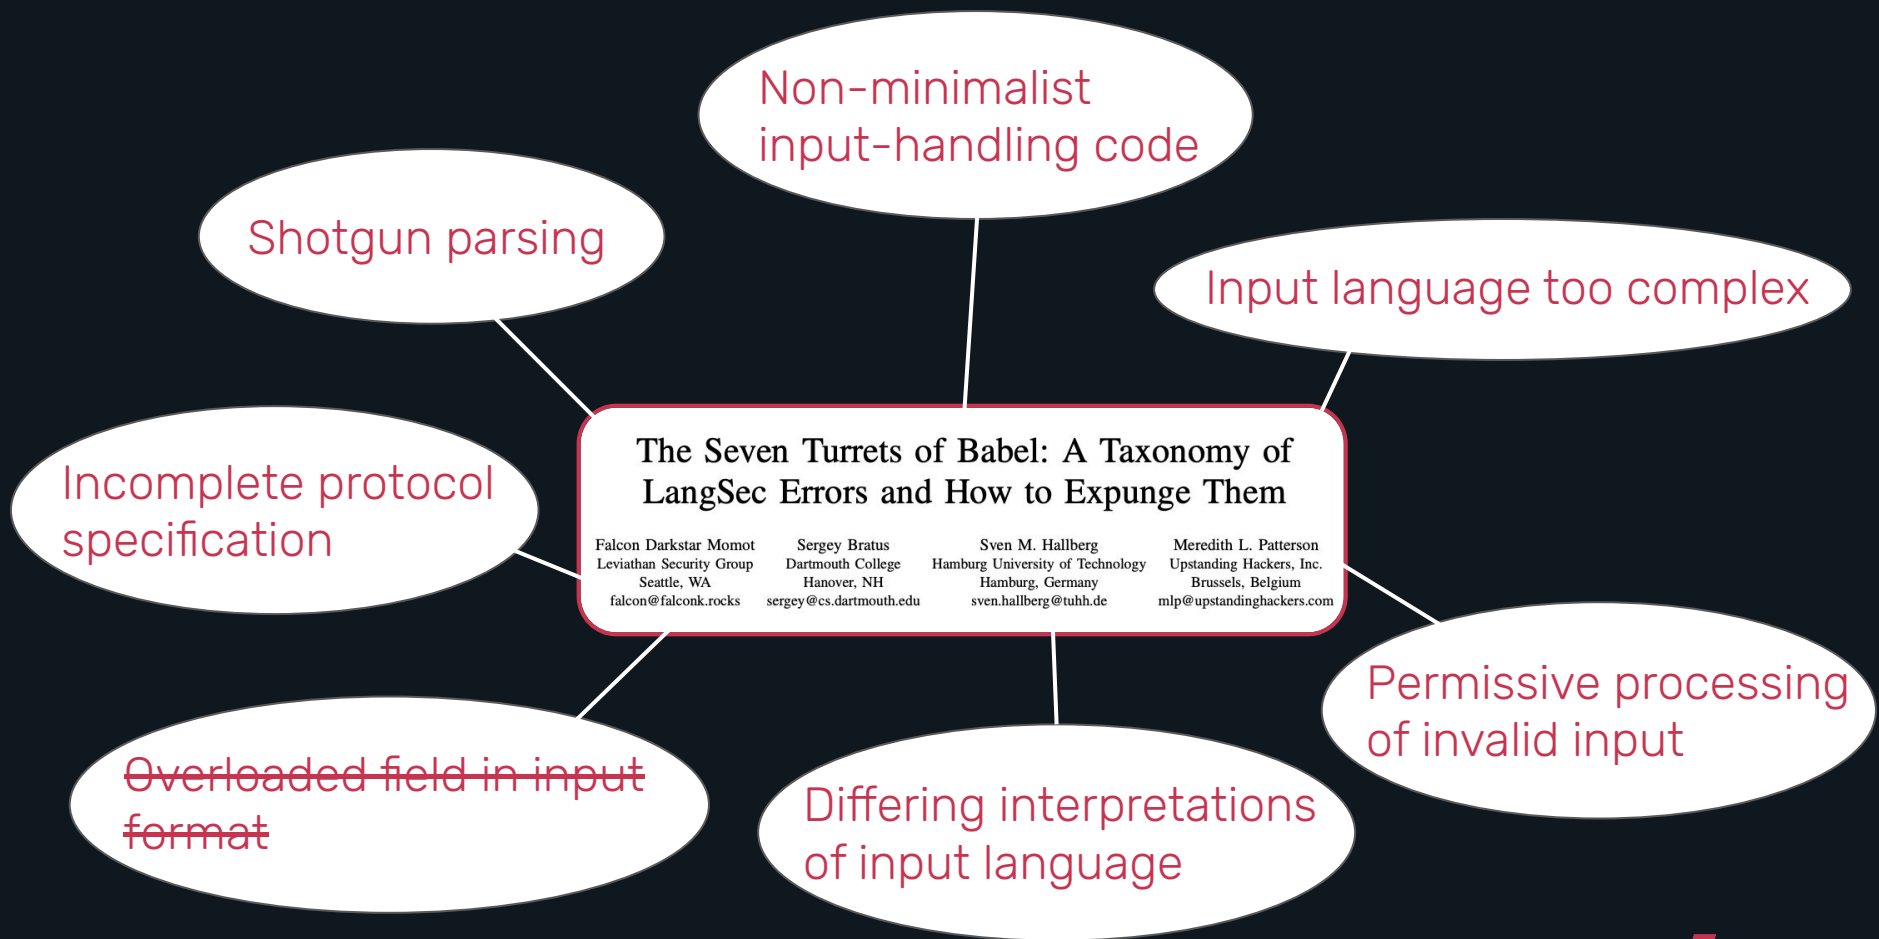 Non-minimalist
input-handling code
Shotgun parsing
Input language too complex
The Seven Turrets of Babel: A Taxonomy of
LangSec Errors and How to Expunge Them
Falcon Darkstar Momot
Leviathan Security Group
Seattle, WA
falcon@falconk.rocks
Sergey Bratus
Dartmouth College
Hanover, NH
sergey@cs.dartmouth.edu
Sven M. Hallberg
Hamburg University of Technology
Hamburg, Germany
sven.hallberg@tuhh.de
Meredith L. Patterson
Upstanding Hackers, Inc.
Brussels, Belgium
mlp@upstandinghackers.com
Incomplete protocol
specification
Permissive processing
of invalid input
Overloaded field in input
format
Differing interpretations
of input language